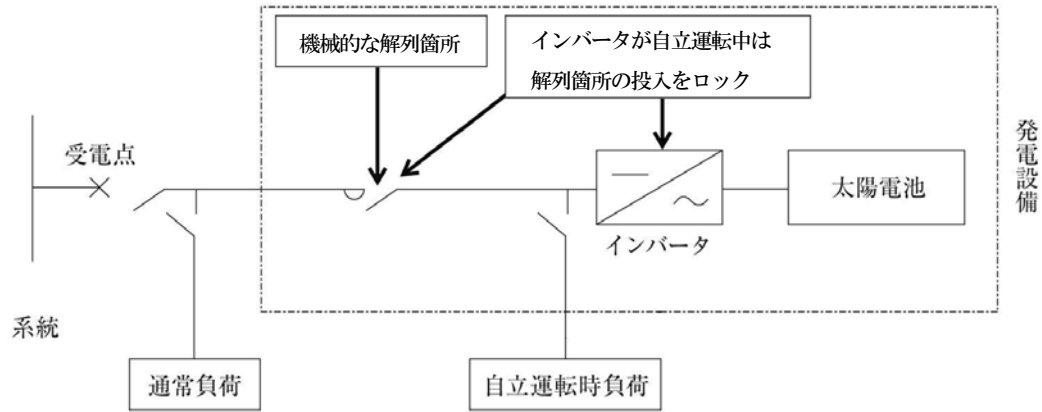 機械的な解列箇所
インバータが自立運転中は
解列箇所の投入をロック
受電点
太陽電池
発電設備
インバータ
系統
通常負荷
自立運転時負荷